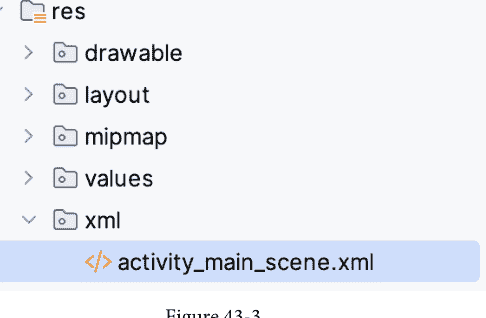 res
drawable
layout
mipmap
values
xml
activity_main_scene.xml
Figure 43-3